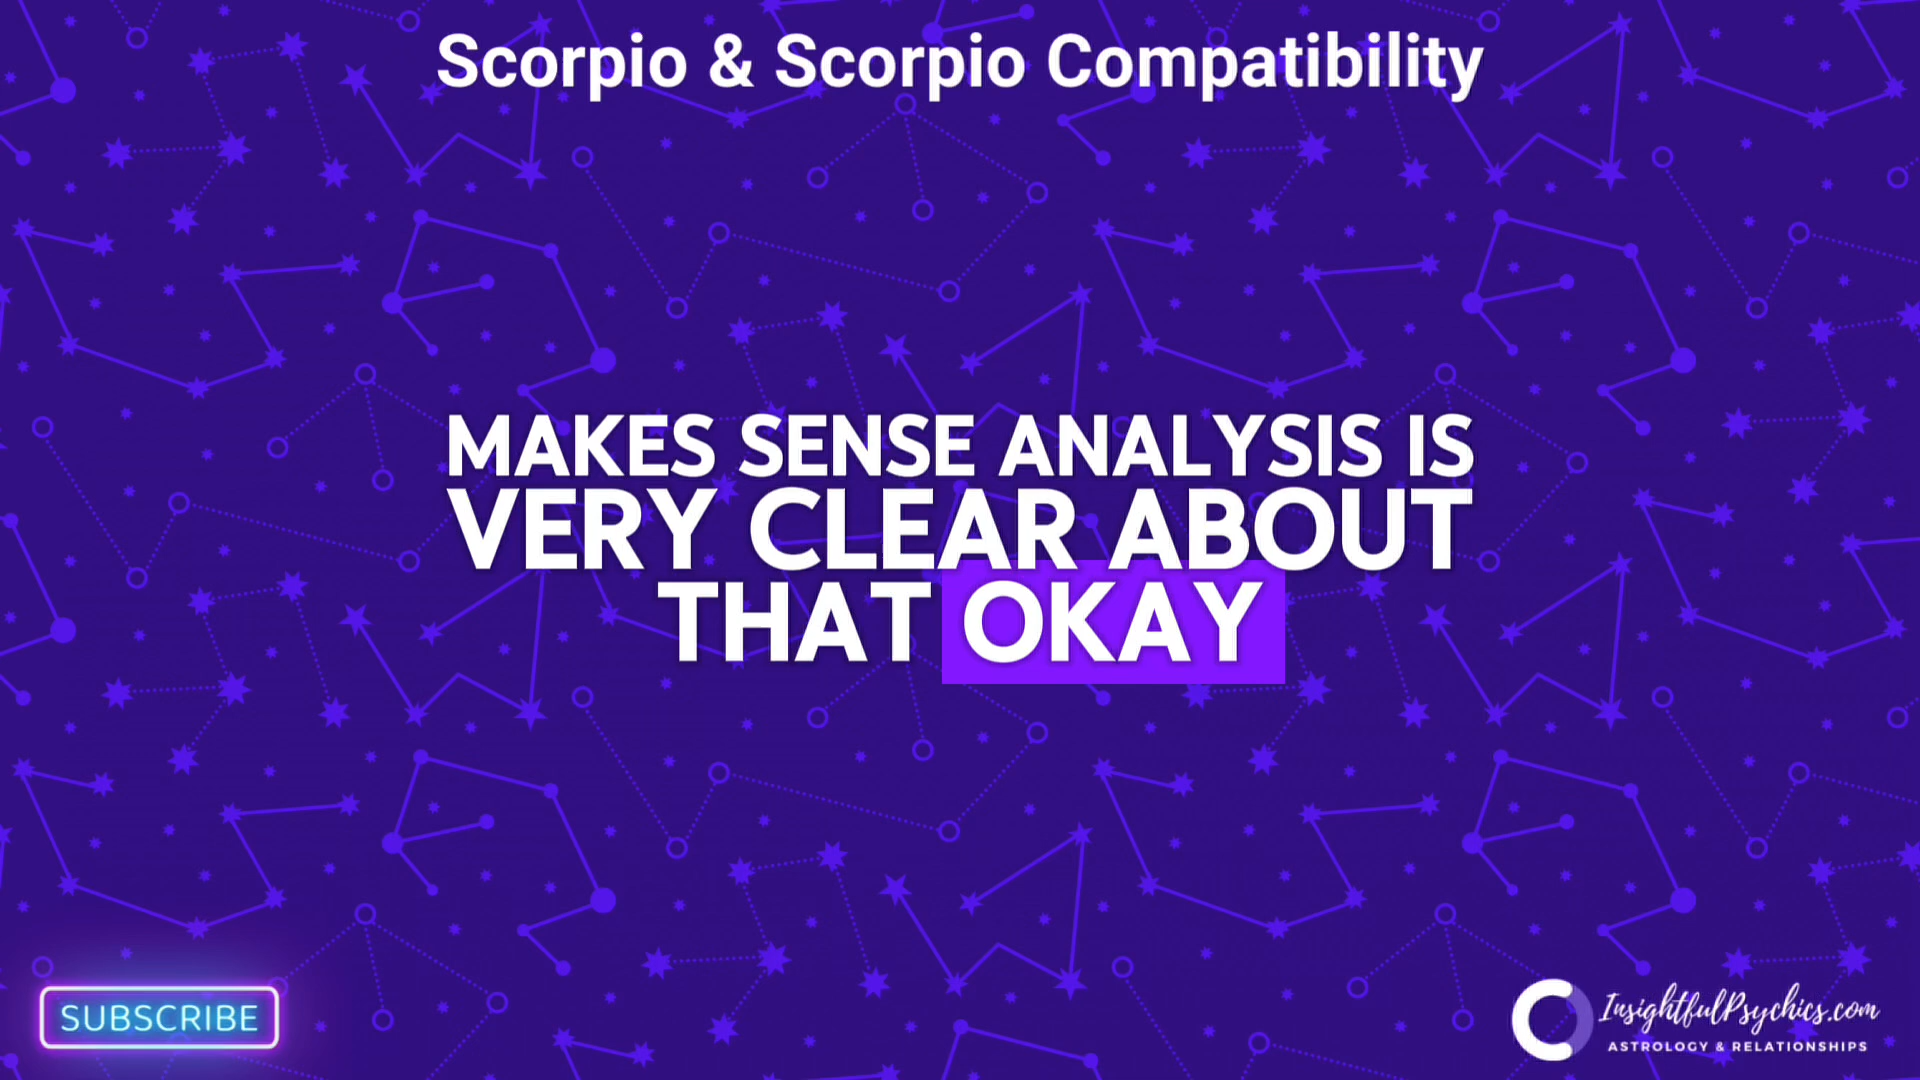 Scorpio & Scorpio Compatibility
MAKES SENSE ANALYSIS IS
VERY CLEAR ABOUT
THAT OKAY
SUBSCRIBE
InsightfulPsychics.com
ASTROLOGY & RELATIONSHIPS